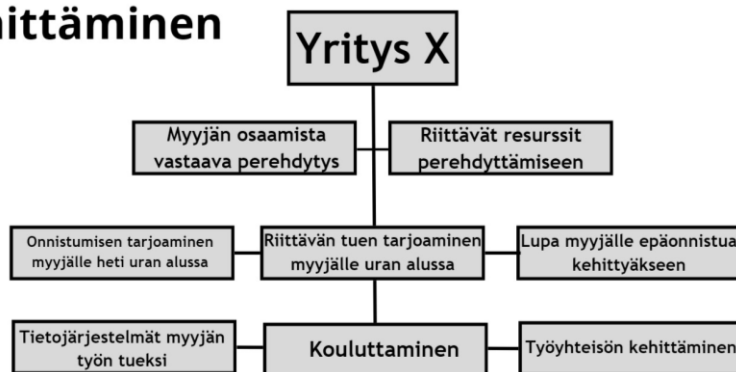 ittäminen
Yritys X
Myyjän osaamista
vastaava perehdytys
Riittävät resurssit
perehdyttämiseen
Onnistumisen tarjoaminen
myyjälle heti uran alussa
Riittävän tuen tarjoaminen
myyjälle uran alussa
Lupa myyjälle epäonnistua
kehittyäkseen
Tietojärjestelmät myyjän
työn tueksi
Kouluttaminen
Työyhteisön kehittäminen